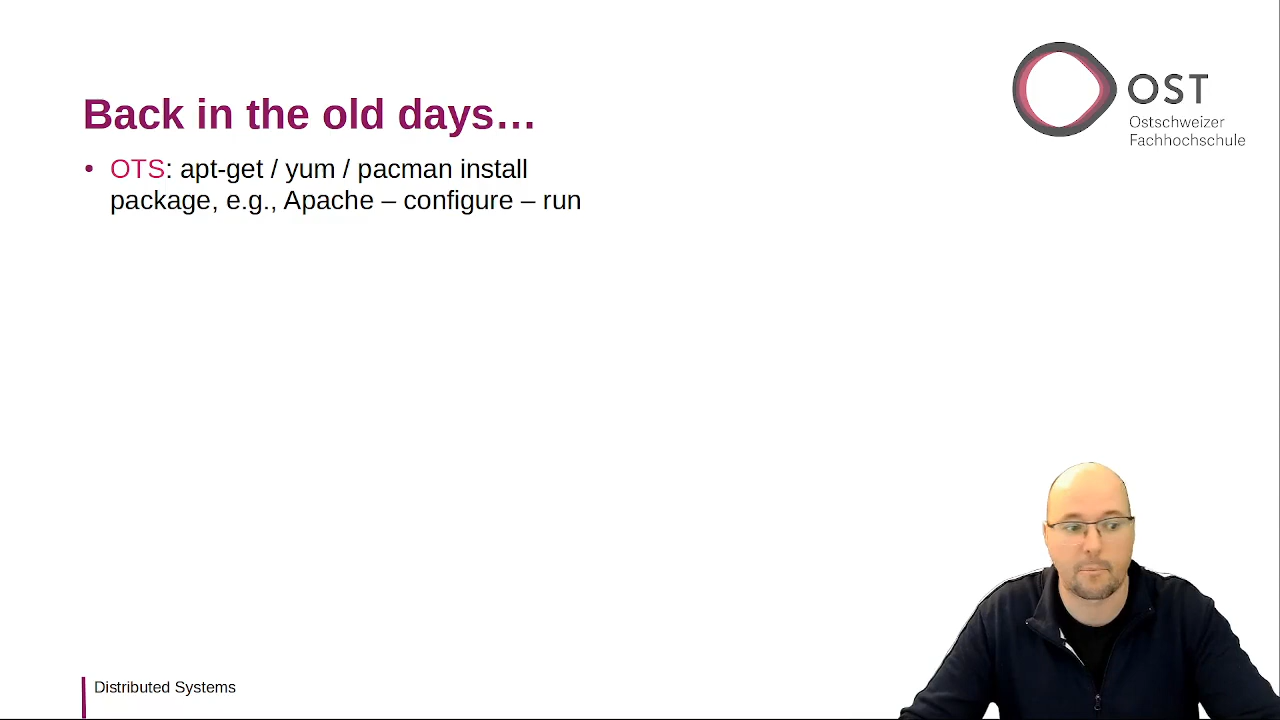 OST
Ostschweizer
Fachhochschule
Back in the old days…
• OTS: apt-get / yum / pacman install
package, e.g., Apache – configure – run
Distributed Systems